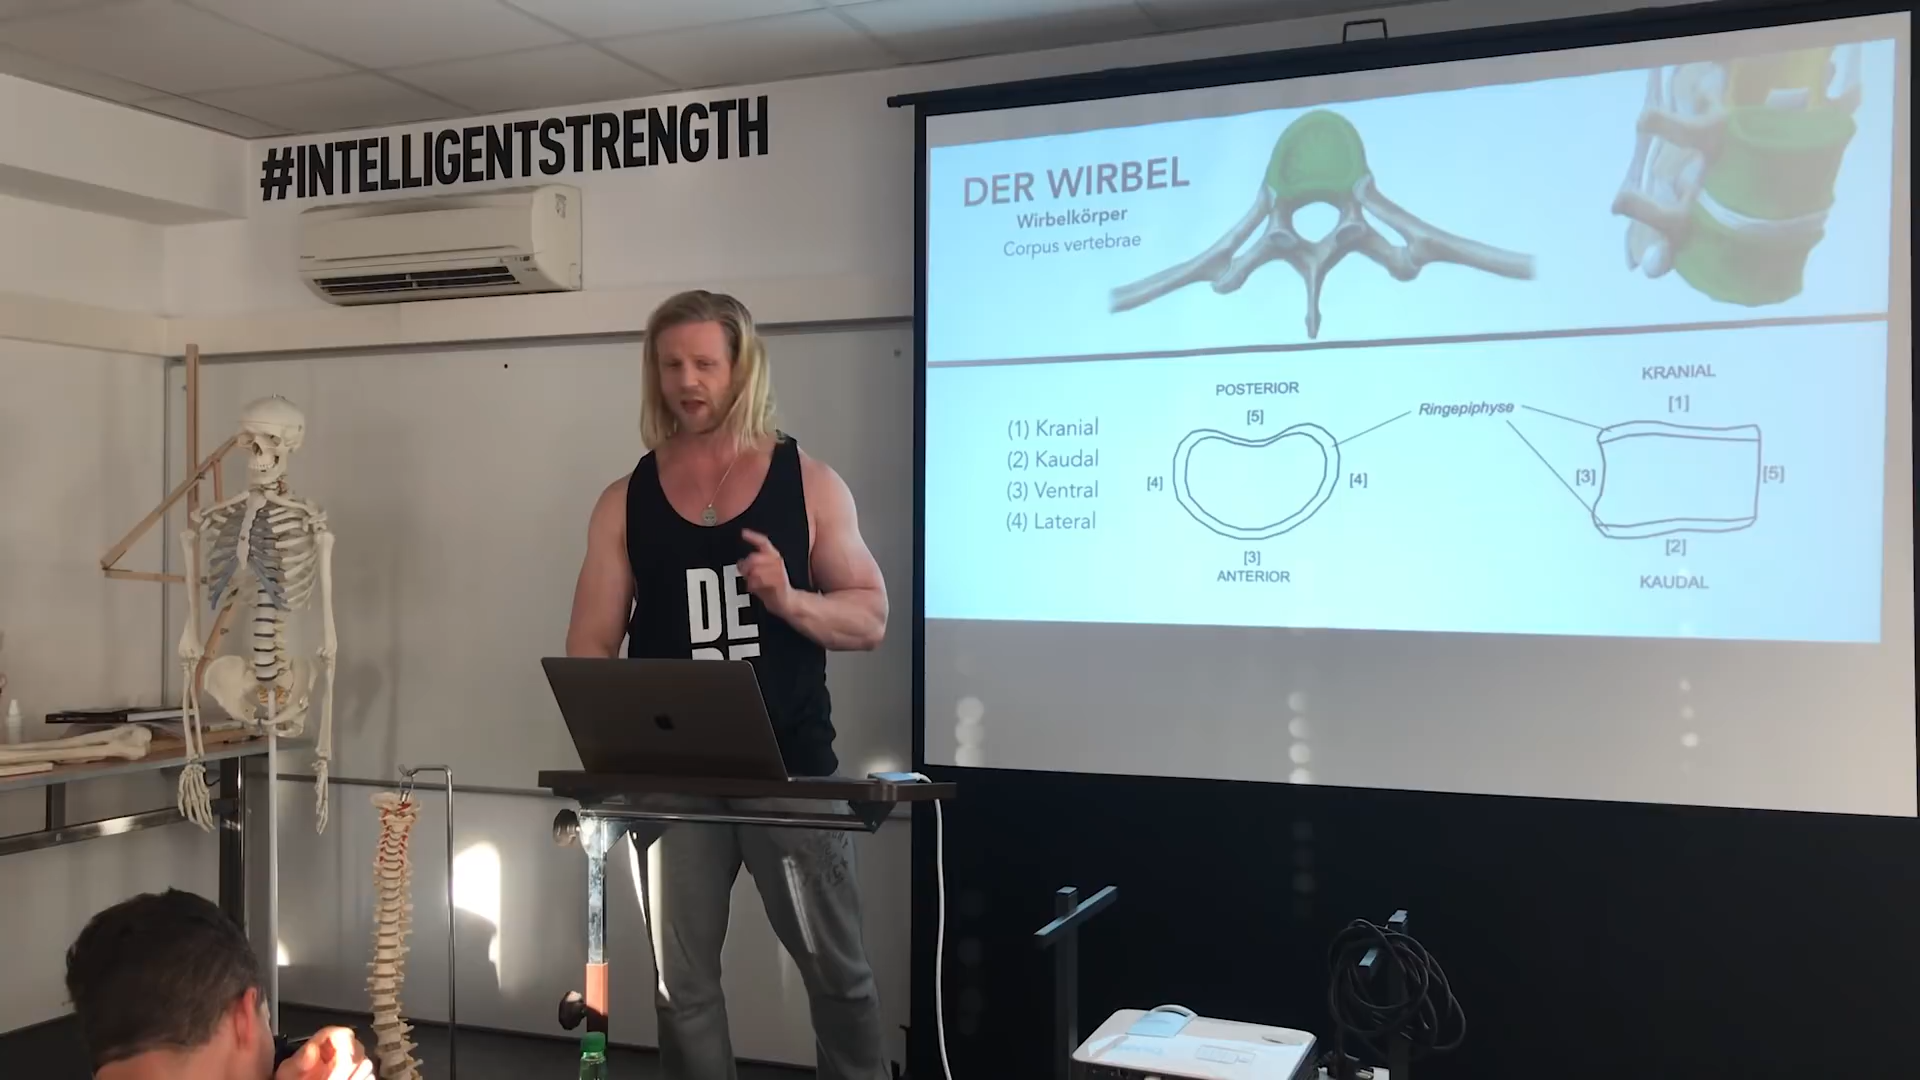 #INTELLIGENTSTRENGTH
DER WIRBEL
Wirbelkörper
Corpus vertebrae
(1) Kranial
(2) Kaudal
(3) Ventral
(4) Lateral
POSTERIOR
[5]
[4]
[4]
[3]
ANTERIOR
Ringepiphyse
KRANIAL
[1]
[3]
[5]
[2]
KAUDAL
DE